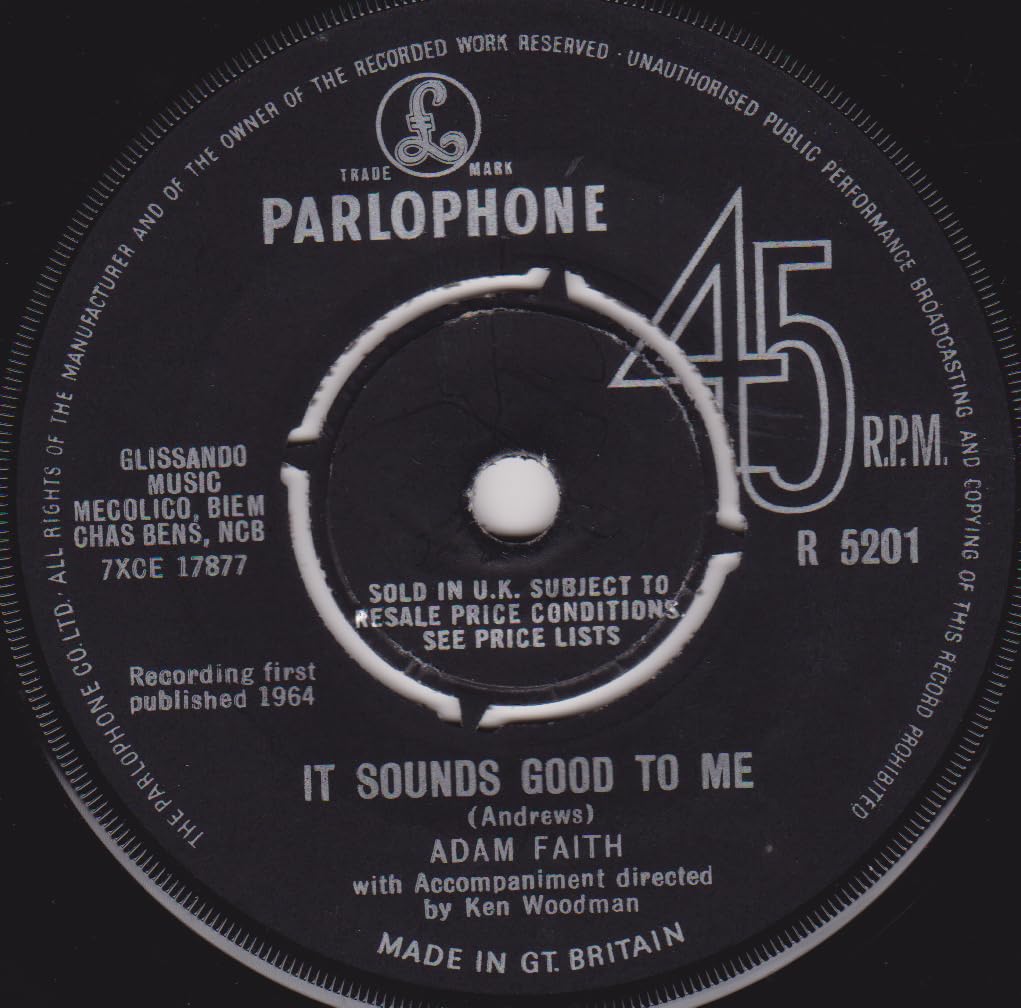 THE PARLOPHONE CO. LTD. ALL RIGHTS OF THE MANUFACTURER AND OF THE OWNER OF THE RECORDED WORK RESERVED · UNAUTHORISED PUBLIC PERFORMANCE BROADCASTING AND COPYING OF THIS RECORD PROHIBITED
£
TRADE MARK
PARLOPHONE
45
R.P.M.
R 5201
GLISSANDO
MUSIC
MECOLICO, BIEM
CHAS BENS, NCB
7XCE 17877
SOLD IN U.K. SUBJECT TO
RESALE PRICE CONDITIONS.
SEE PRICE LISTS
Recording first
published 1964
IT SOUNDS GOOD TO ME
(Andrews)
ADAM FAITH
with Accompaniment directed
by Ken Woodman
MADE IN GT. BRITAIN